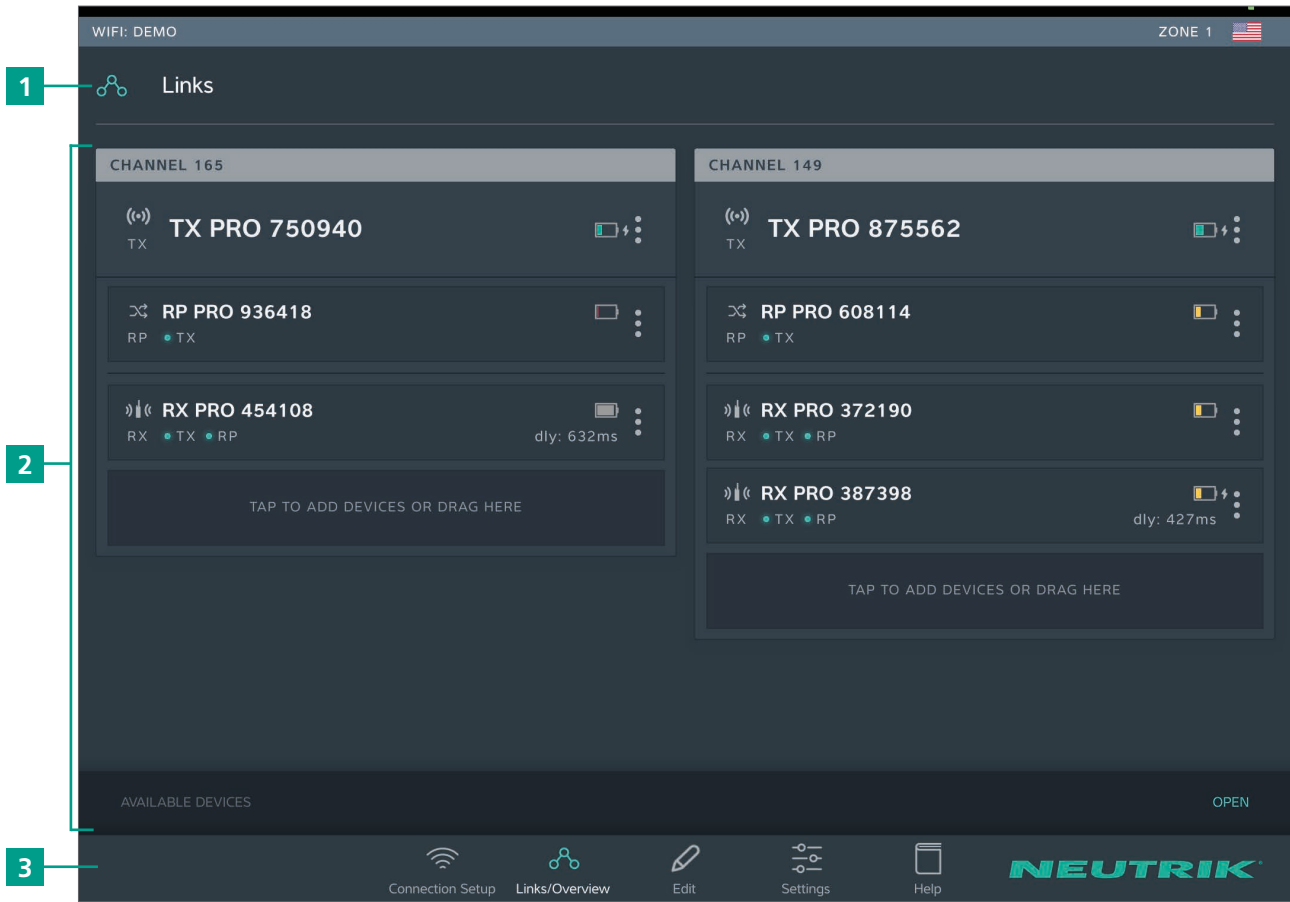 WIFI: DEMO
ZONE 1
1
Links
CHANNEL 165
TX PRO 750940
TX
RP PRO 936418
RP TX
RX PRO 454108
RX TX RP
dly: 632ms
TAP TO ADD DEVICES OR DRAG HERE
CHANNEL 149
TX PRO 875562
TX
RP PRO 608114
RP TX
RX PRO 372190
RX TX RP
RX PRO 387398
RX TX RP
dly: 427ms
TAP TO ADD DEVICES OR DRAG HERE
2
AVAILABLE DEVICES
OPEN
3
Connection Setup
Links/Overview
Edit
Settings
Help
NEUTRIK